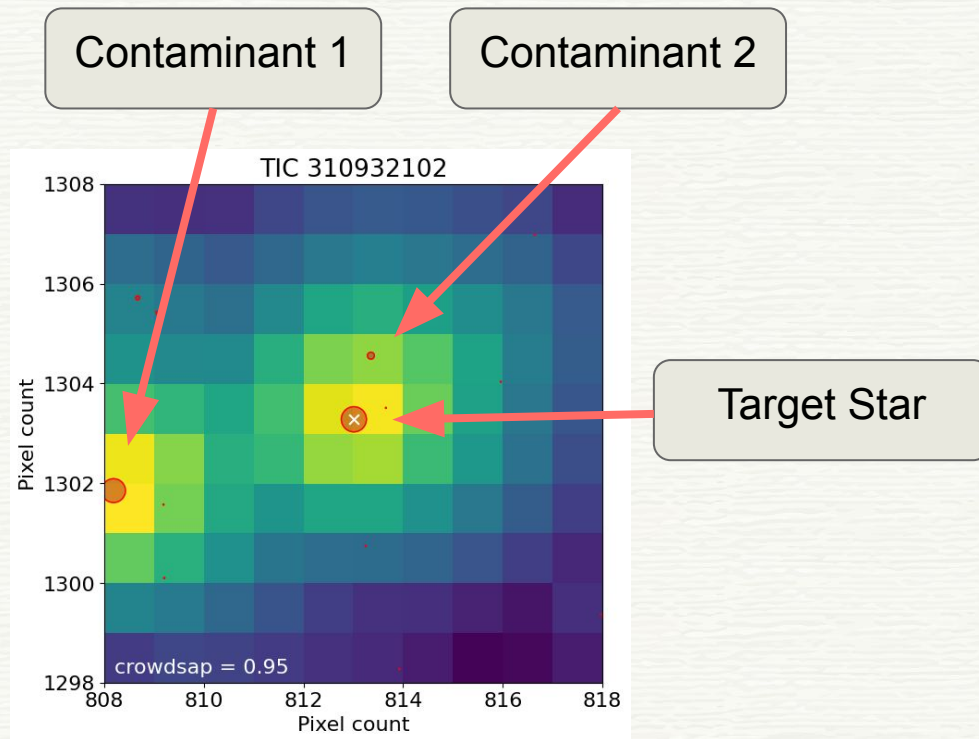 Contaminant 1
Contaminant 2
TIC 310932102
1308
1306
1304
1302
1300
1298
Pixel count
Target Star
crowdsap = 0.95
808 810 812 814 816 818
Pixel count